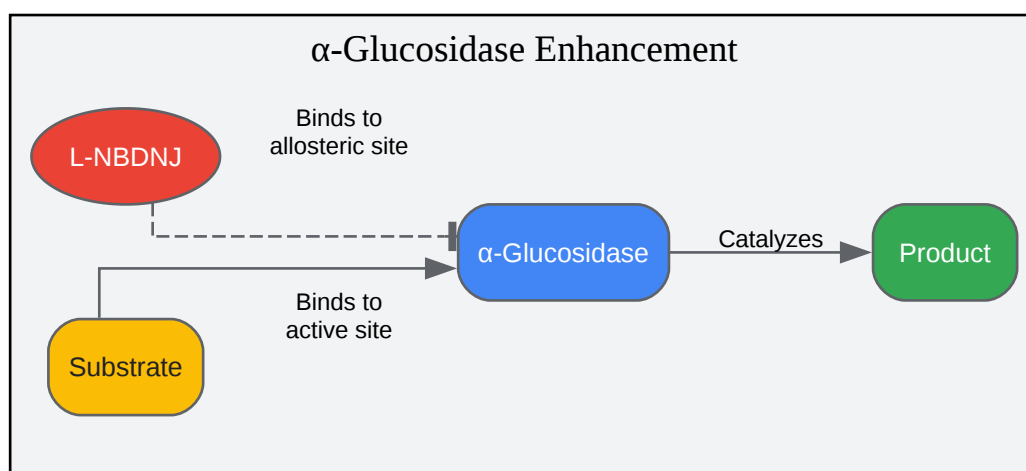 α-Glucosidase Enhancement
Binds to
allosteric site
L-NBDNJ
α-Glucosidase
Catalyzes
Product
Binds to
active site
Substrate